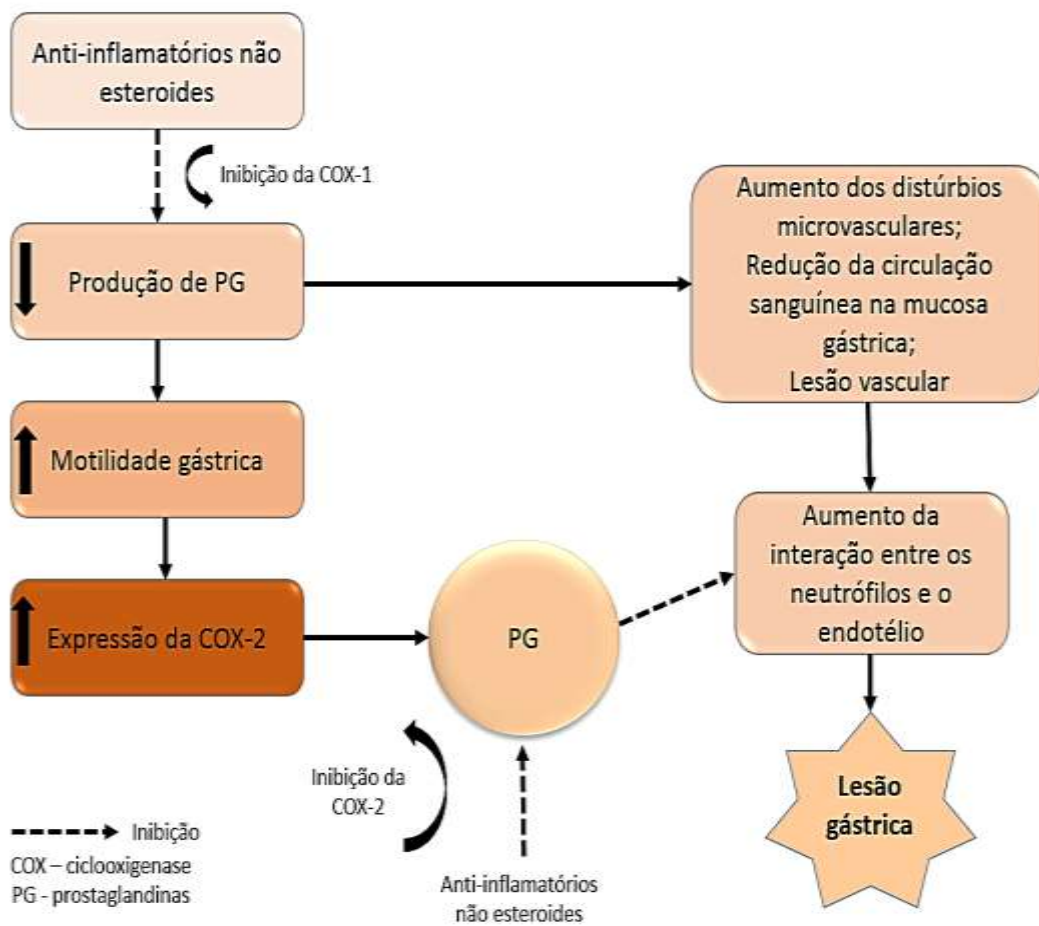 Anti-inflamatórios não
esteroides
Inibição da COX-1
Produção de PG
Motilidade gástrica
Expressão da COX-2
PG
Inibição da
COX-2
Anti-inflamatórios
não esteroides
Aumento dos distúrbios
microvasculares;
Redução da circulação
sanguínea na mucosa
gástrica;
Lesão vascular
Aumento da
interação entre os
neutrófilos e o
endotélio
Lesão
gástrica
Inibição
COX – ciclooxigenase
PG - prostaglandinas